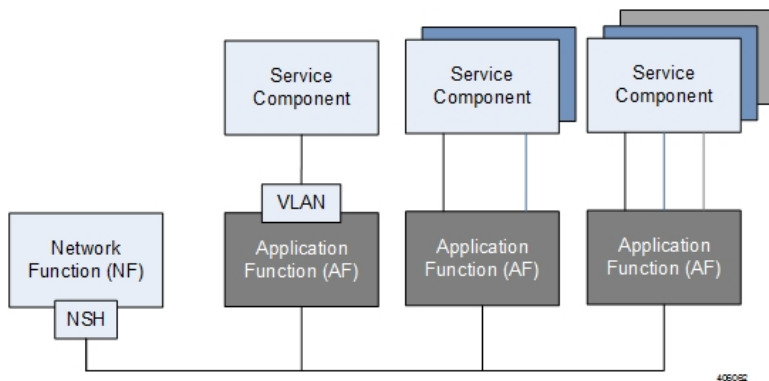 Service
Component
Service
Component
Service
Component
VLAN
Network
Function (NF)
Application
Function (AF)
Application
Function (AF)
Application
Function (AF)
NSH
406062